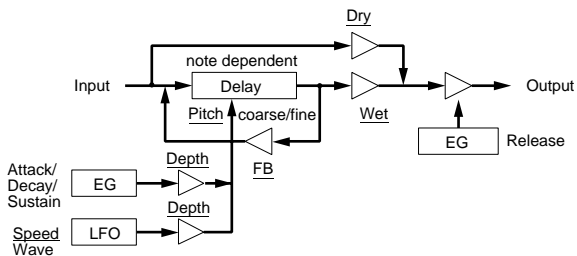 Dry
note dependent
Input
Delay
Output
Pitch
coarse/fine
Wet
EG
Release
FB
Attack/
Decay/
Sustain
EG
Depth
Depth
Speed
Wave
LFO